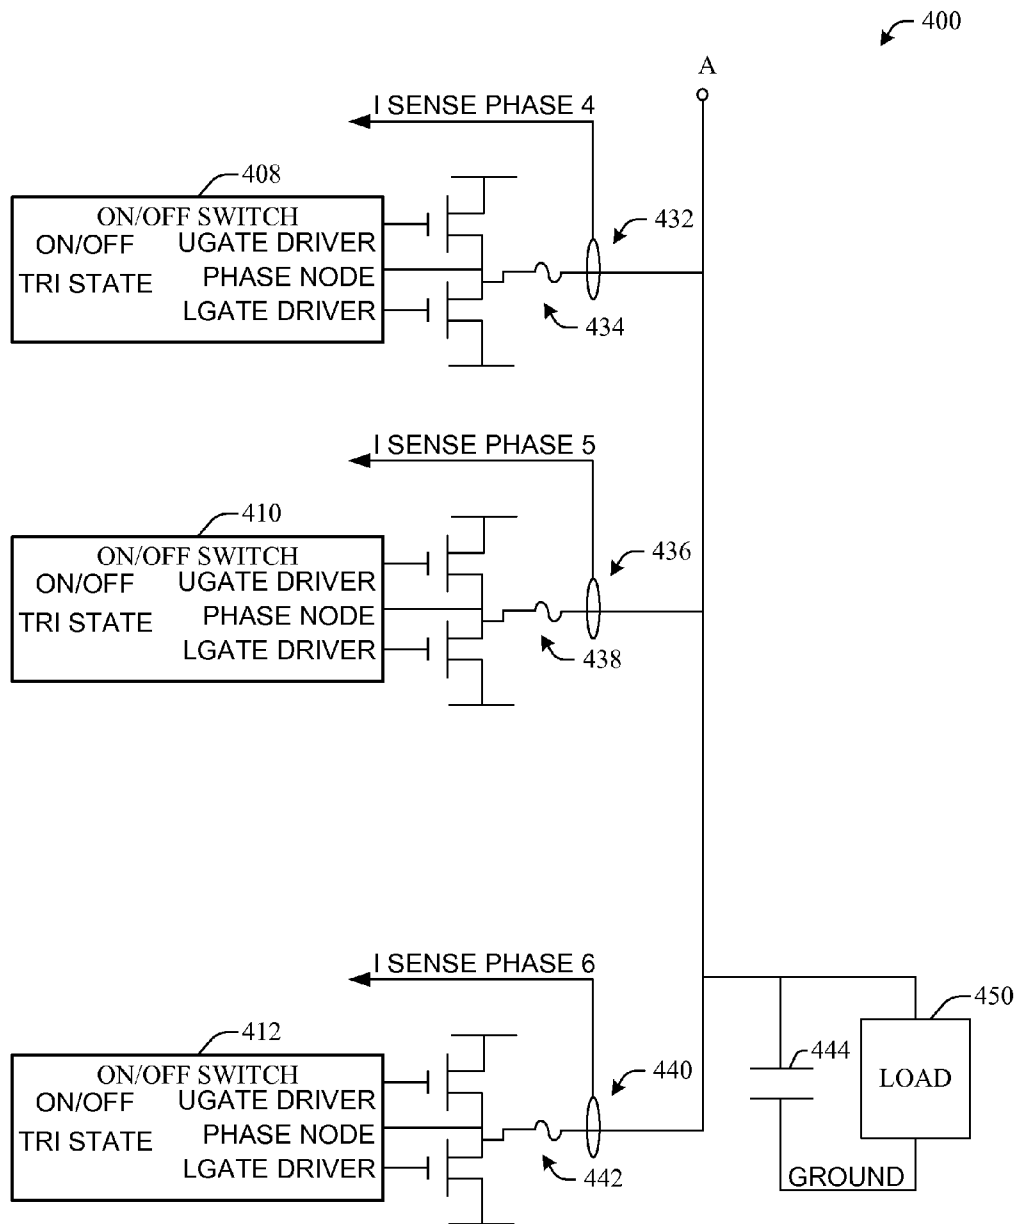 400
A
I SENSE PHASE 4
408
ON/OFF SWITCH
ON/OFF
UGATE DRIVER
432
TRI STATE
PHASE NODE
LGATE DRIVER
434
I SENSE PHASE 5
410
ON/OFF SWITCH
ON/OFF
UGATE DRIVER
436
TRI STATE
PHASE NODE
LGATE DRIVER
438
I SENSE PHASE 6
450
412
444
ON/OFF SWITCH
ON/OFF
UGATE DRIVER
440
LOAD
TRI STATE
PHASE NODE
LGATE DRIVER
442
GROUND